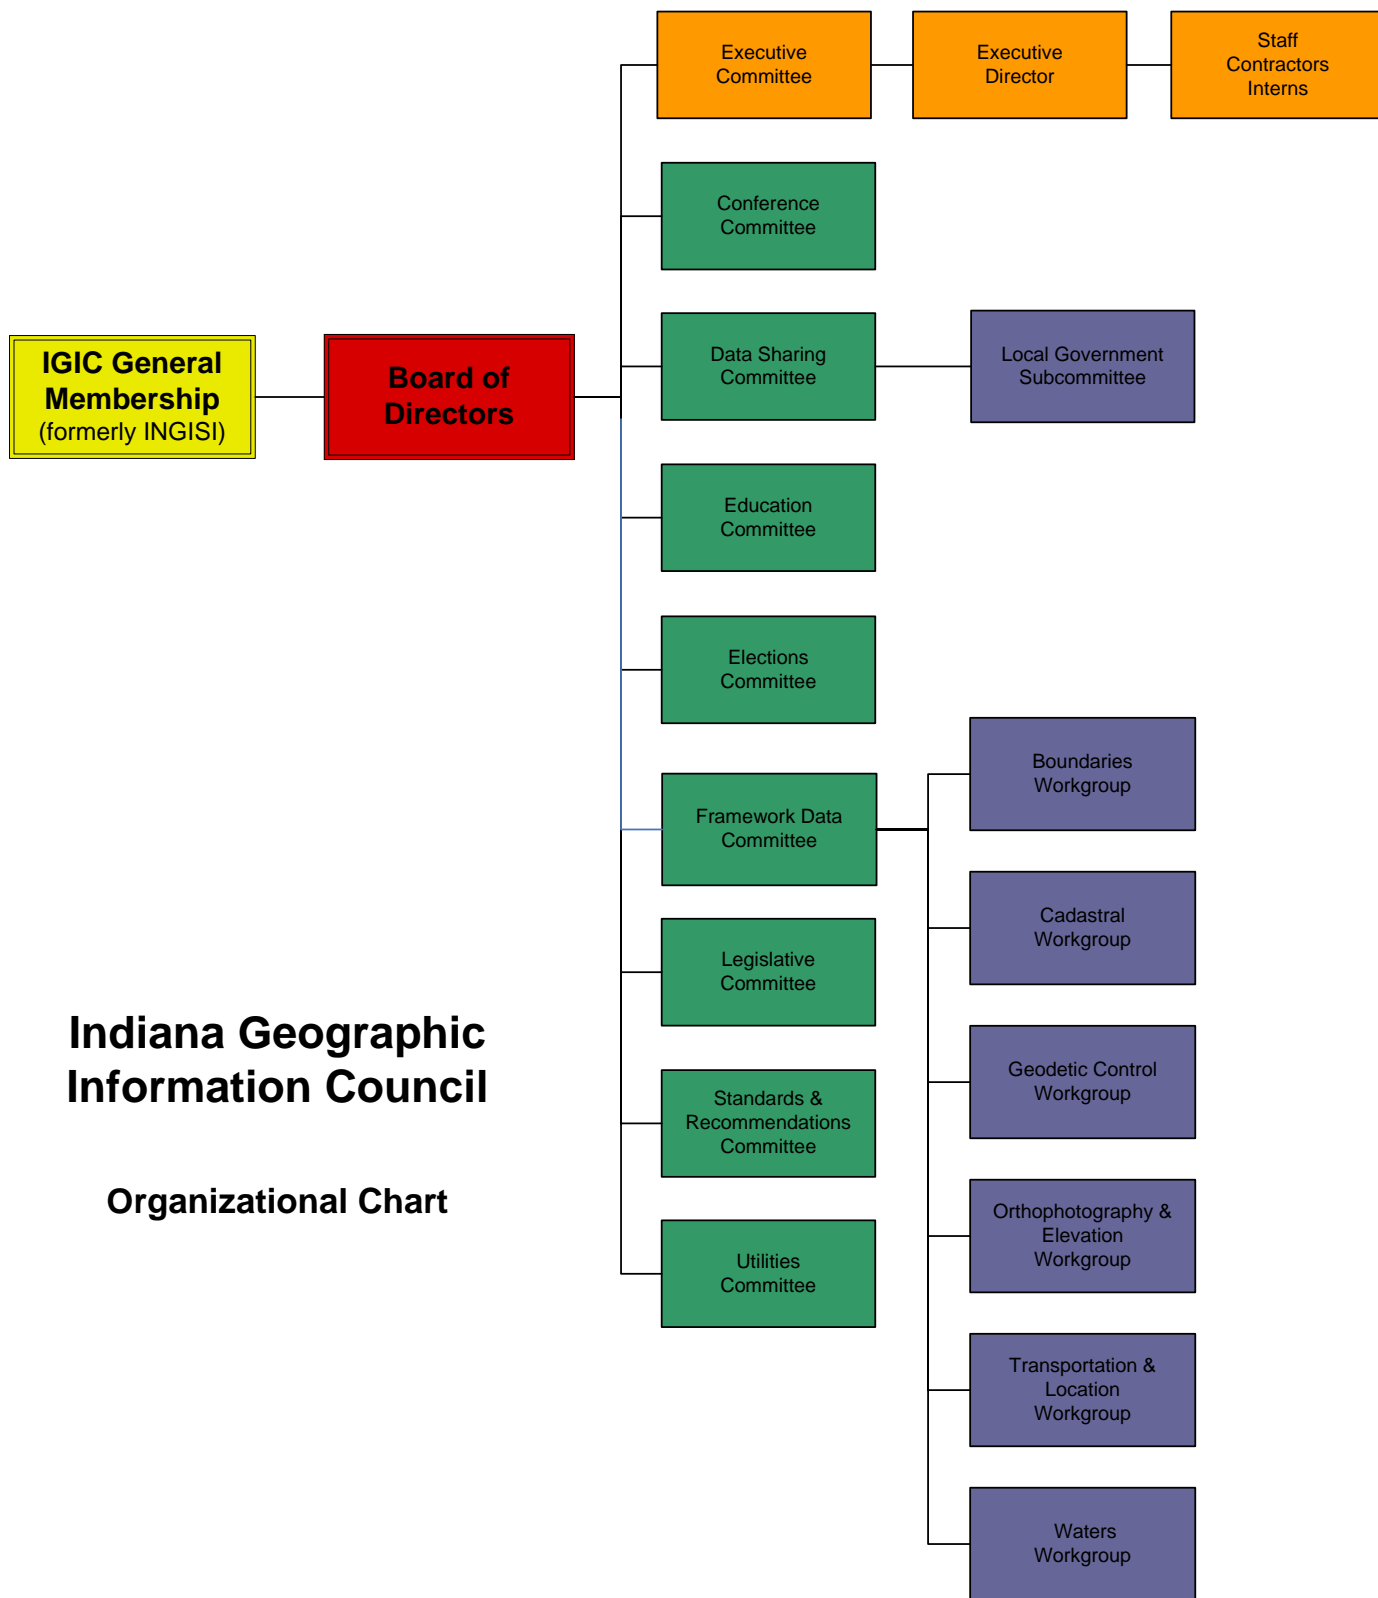 Executive
Committee
Executive
Director
Staff
Contractors
Interns
Conference
Committee
IGIC General
Membership
(formerly INGISI)
Board of
Directors
Data Sharing
Committee
Local Government
Subcommittee
Education
Committee
Elections
Committee
Framework Data
Committee
Boundaries
Workgroup
Cadastral
Workgroup
Legislative
Committee
Geodetic Control
Workgroup
Indiana Geographic
Information Council
Standards &
Recommendations
Committee
Organizational Chart
Orthophotography &
Elevation
Workgroup
Utilities
Committee
Transportation &
Location
Workgroup
Waters
Workgroup